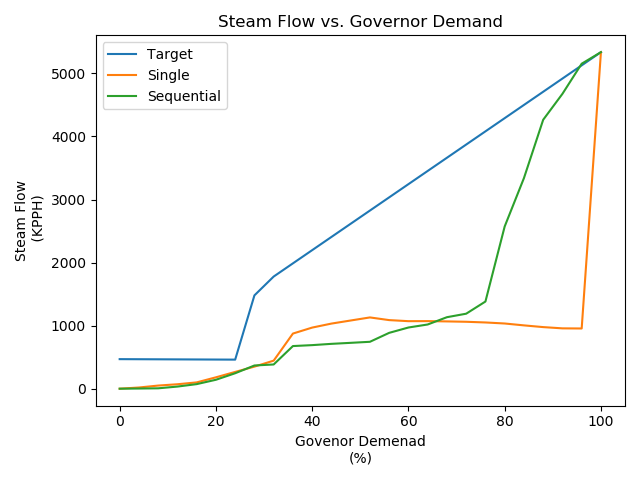 Steam Flow vs. Governor Demand
Target
Single
Sequential
5000
4000
3000
2000
1000
0
Steam Flow
(KPPH)
0 20 40 60 80 100
Govenor Demenad
(%)